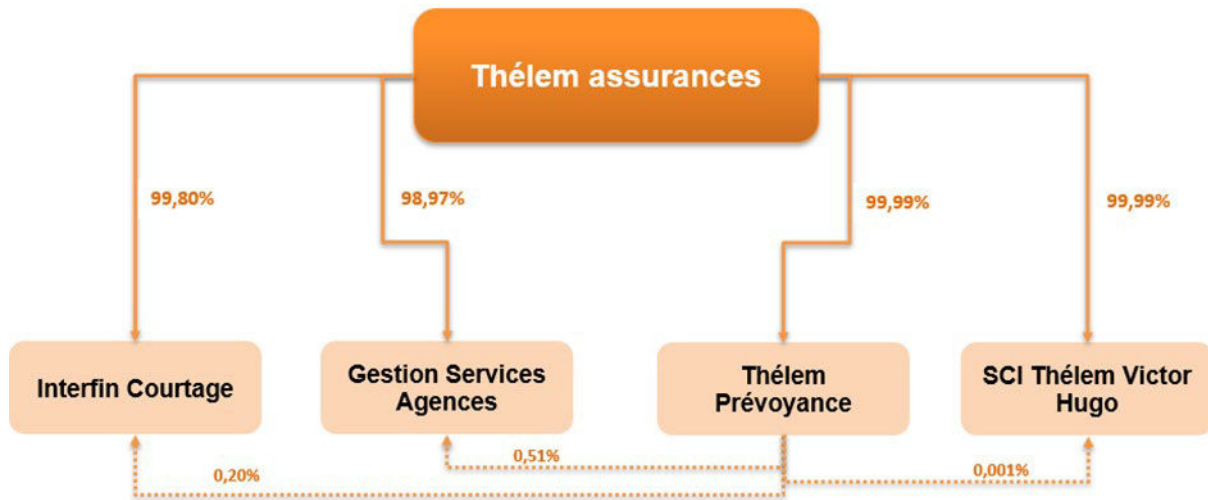 Thélem assurances
99,80%
98,97%
99,99%
99,99%
Interfin Courtage
Gestion Services
Agences
Thélem
Prévoyance
SCI Thélem Victor
Hugo
0,20%
0,51%
0,001%